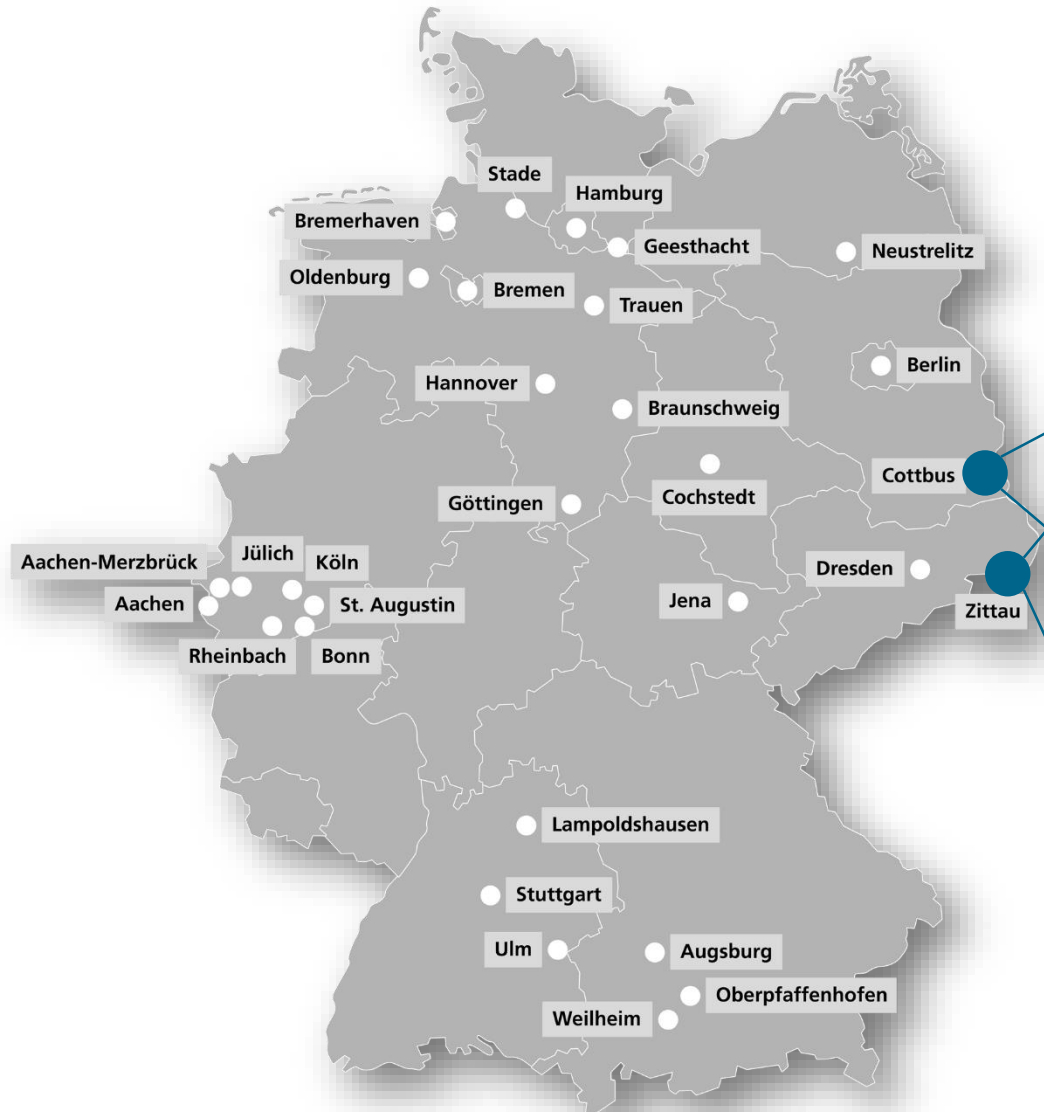 Stade
Hamburg
Bremerhaven
Geesthacht
Neustrelitz
Oldenburg
Bremen
Trauen
Berlin
Hannover
Braunschweig
Cottbus
Cochstedt
Göttingen
Jülich
Aachen-Merzbrück
Köln
Dresden
Jena
Aachen
St. Augustin
Zittau
Rheinbach
Bonn
Lampoldshausen
Stuttgart
Ulm
Augsburg
Oberpfaffenhofen
Weilheim